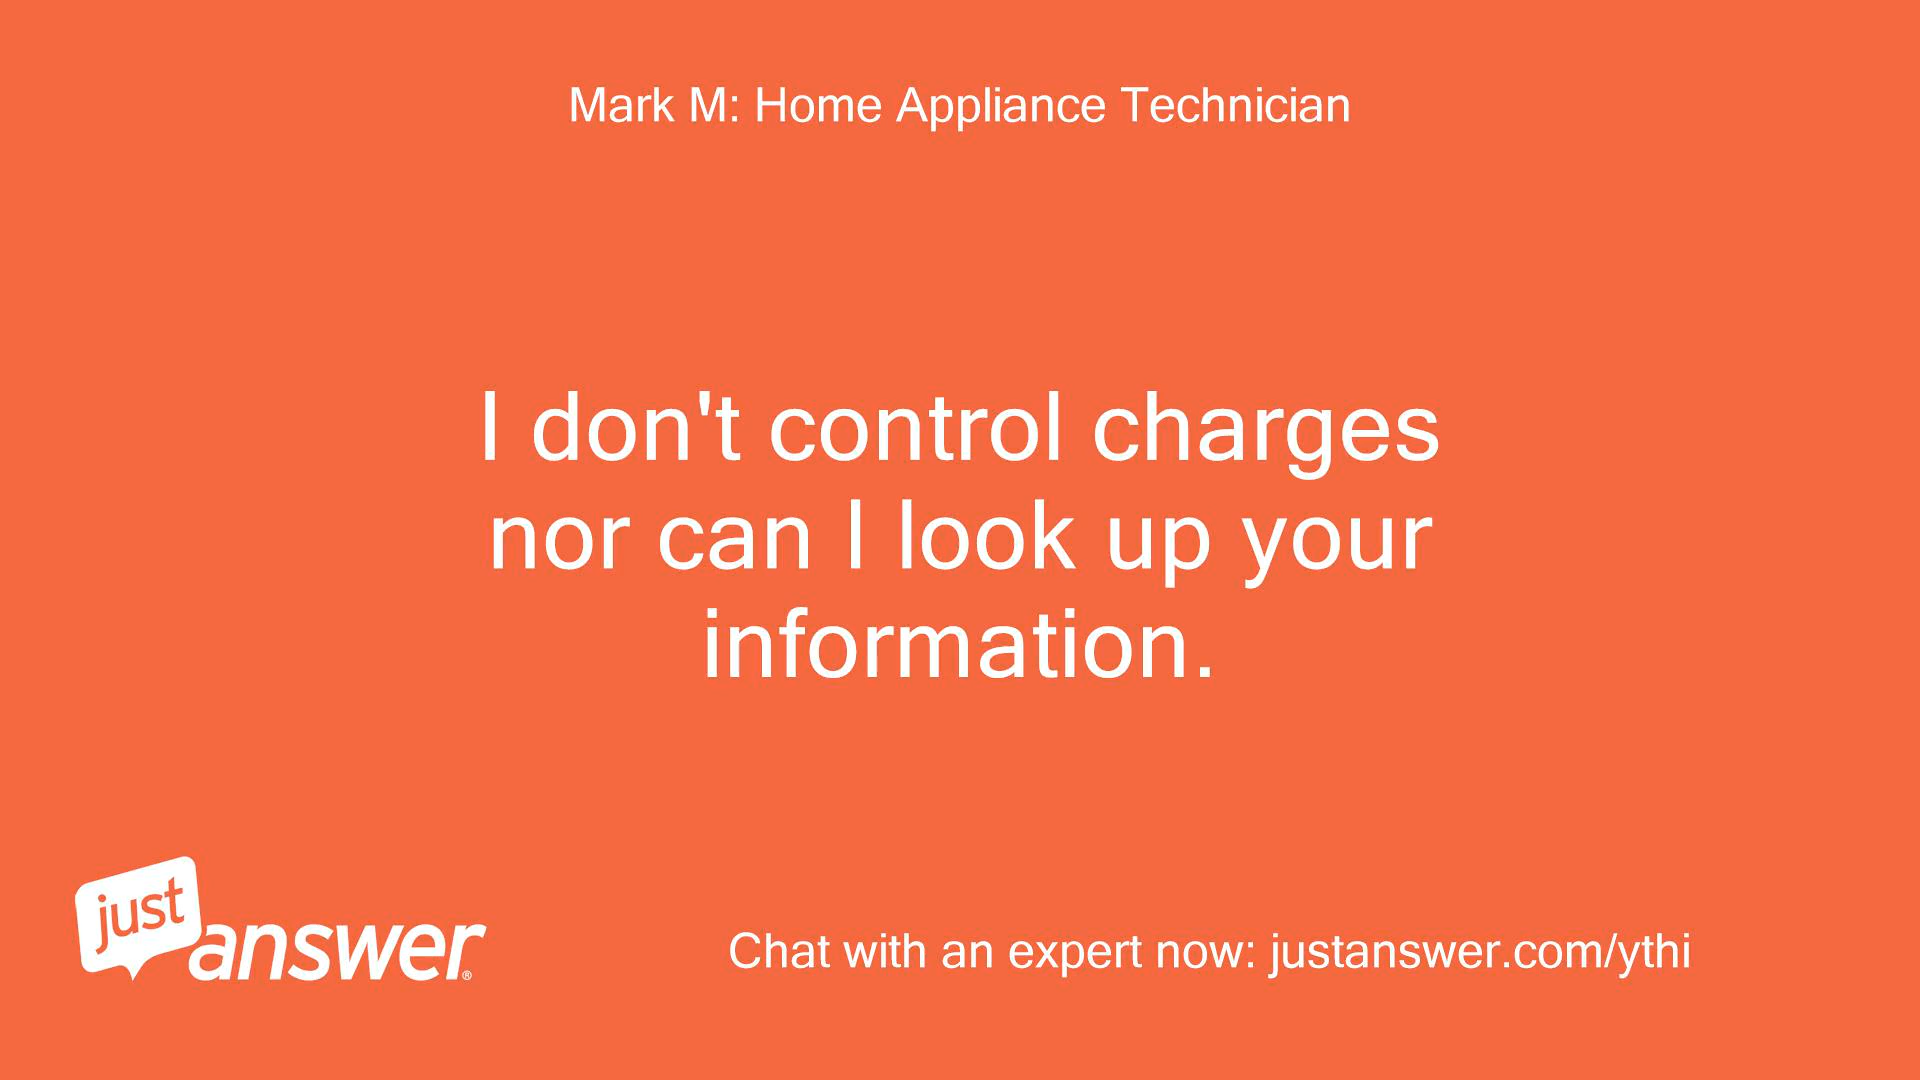 Mark M: Home Appliance Technician
I don't control charges
nor can I look up your
information.
just
answer®
Chat with an expert now: justanswer.com/ythi